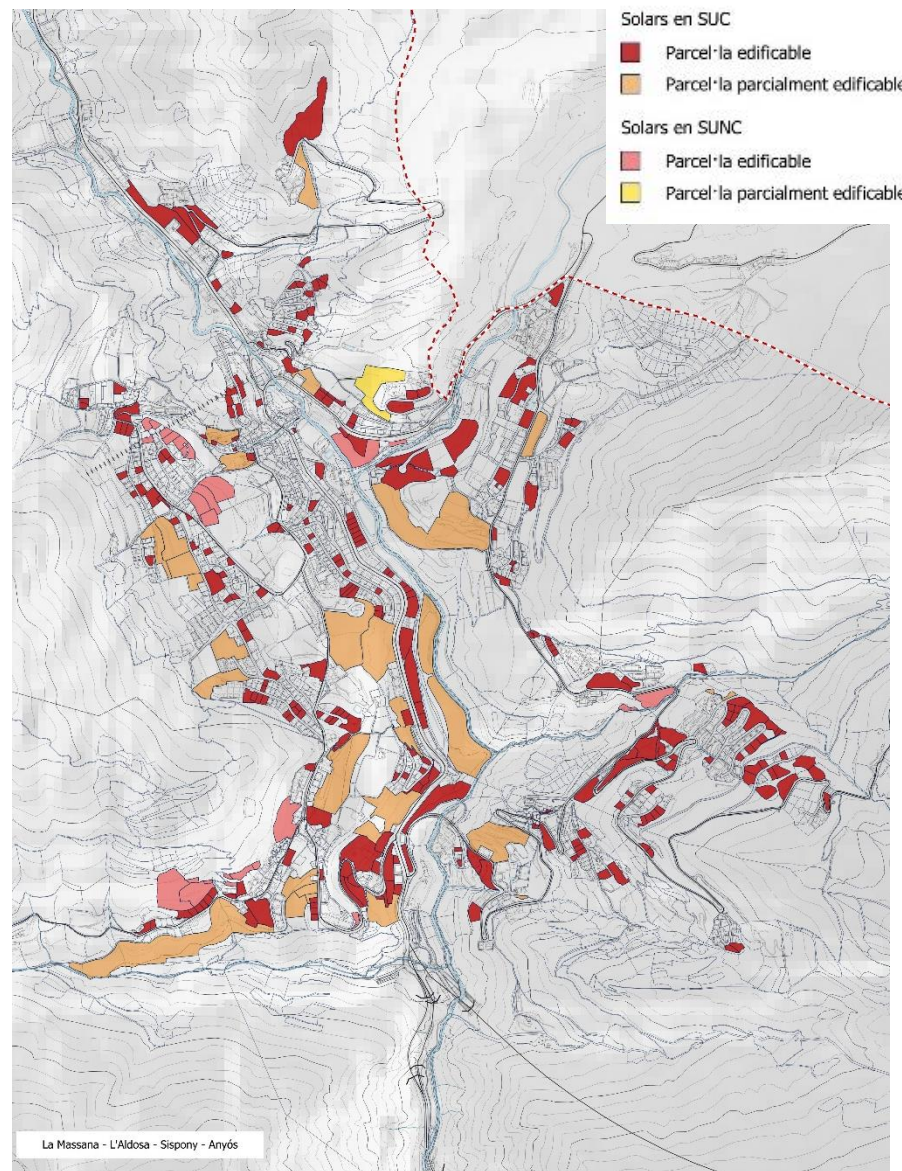 Solars en SUC
Parcel·la edificable
Parcel·la parcialment edificable
Solars en SUNC
Parcel·la edificable
Parcel·la parcialment edificable
La Massana - L'Aldosa - Sispony - Anyós